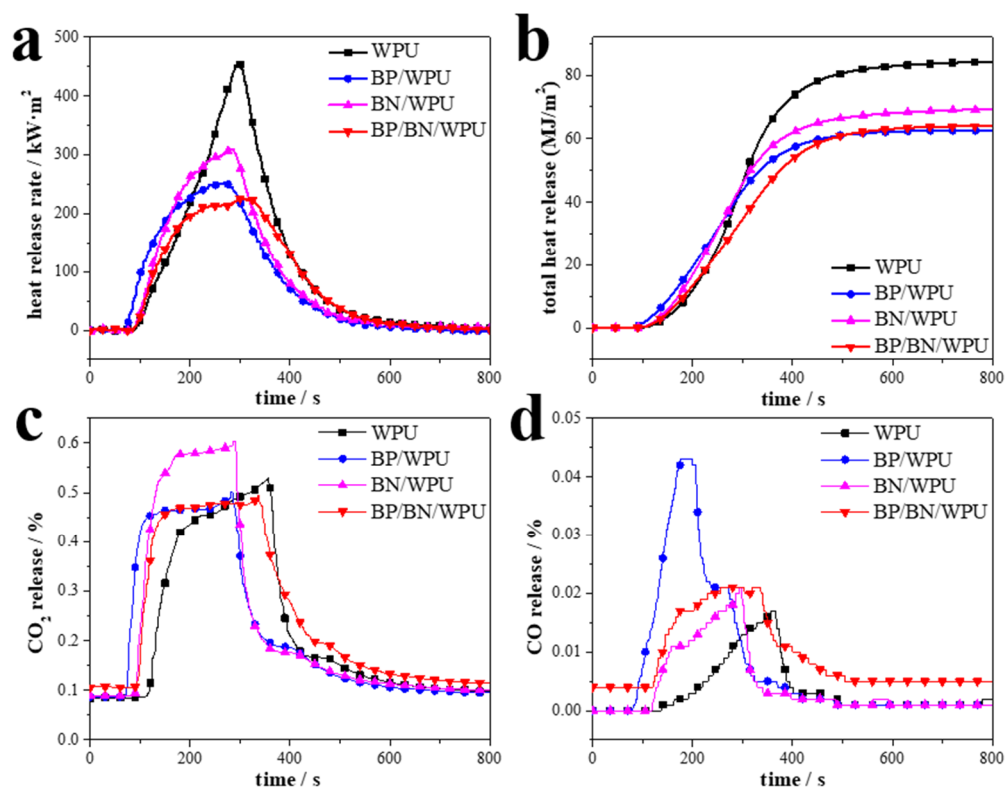 a
heat release rate / kW·m²
500
400
300
200
100
0
0
200
400
600
800
time / s
WPU
BP/WPU
BN/WPU
BP/BN/WPU
b
total heat release (MJ/m²)
80
60
40
20
0
0
200
400
600
800
time / s
WPU
BP/WPU
BN/WPU
BP/BN/WPU
c
CO₂ release / %
0.6
0.5
0.4
0.3
0.2
0.1
0.0
0
200
400
600
800
time / s
WPU
BP/WPU
BN/WPU
BP/BN/WPU
d
CO release / %
0.05
0.04
0.03
0.02
0.01
0.00
0
200
400
600
800
time / s
WPU
BP/WPU
BN/WPU
BP/BN/WPU